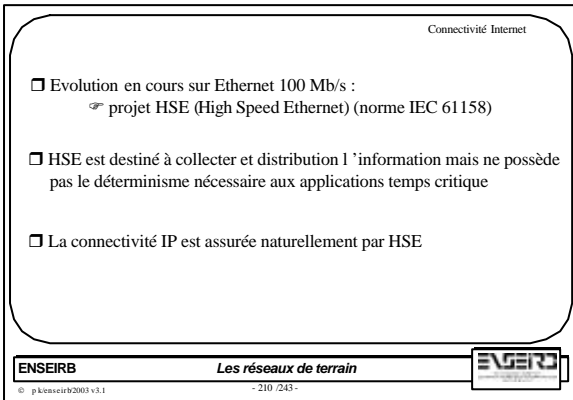 Connectivité Internet
❒ Evolution en cours sur Ethernet 100 Mb/s :
☞ projet HSE (High Speed Ethernet) (norme IEC 61158)
❒ HSE est destiné à collecter et distribution l ’information mais ne possède
pas le déterminisme nécessaire aux applications temps critique
❒ La connectivité IP est assurée naturellement par HSE
ENSEIRB
Les réseaux de terrain
ENSEIRB
© p k/enseirb/2003 v3.1
- 210 /243 -